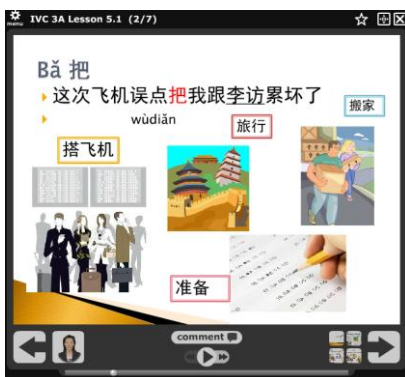 menu
IVC 3A Lesson 5.1 (2/7)
Bǎ 把
这次飞机误点把我跟李访累坏了
wùdiǎn
搬家
旅行
搭飞机
准备
comment